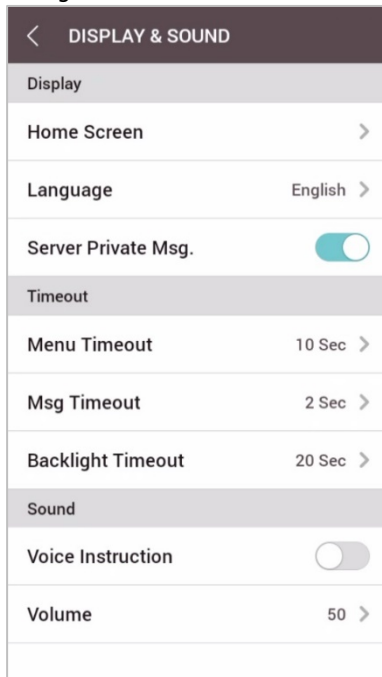 DISPLAY & SOUND
Display
Home Screen
Language English
Server Private Msg.
Timeout
Menu Timeout 10 Sec
Msg Timeout 2 Sec
Backlight Timeout 20 Sec
Sound
Voice Instruction
Volume 50